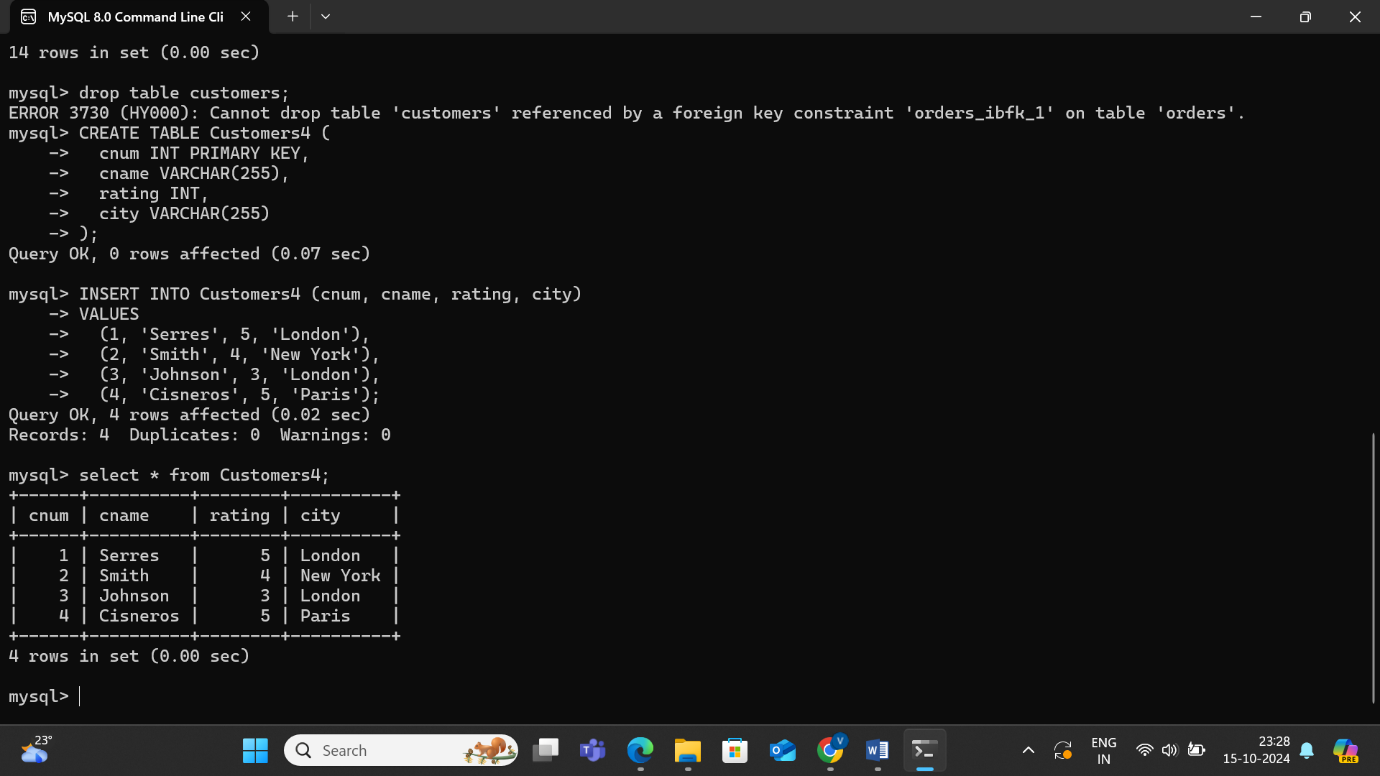 MySQL 8.0 Command Line Cli
14 rows in set (0.00 sec)
mysql> drop table customers;
ERROR 3730 (HY000): Cannot drop table 'customers' referenced by a foreign key constraint 'orders_ibfk_1' on table 'orders'.
mysql> CREATE TABLE Customers4 (
    ->   cnum INT PRIMARY KEY,
    ->   cname VARCHAR(255),
    ->   rating INT,
    ->   city VARCHAR(255)
    -> );
Query OK, 0 rows affected (0.07 sec)
mysql> INSERT INTO Customers4 (cnum, cname, rating, city)
    -> VALUES
    ->   (1, 'Serres', 5, 'London'),
    ->   (2, 'Smith', 4, 'New York'),
    ->   (3, 'Johnson', 3, 'London'),
    ->   (4, 'Cisneros', 5, 'Paris');
Query OK, 4 rows affected (0.02 sec)
Records: 4  Duplicates: 0  Warnings: 0
mysql> select * from Customers4;
+------+----------+--------+----------+
| cnum | cname    | rating | city     |
+------+----------+--------+----------+
|    1 | Serres   |      5 | London   |
|    2 | Smith    |      4 | New York |
|    3 | Johnson  |      3 | London   |
|    4 | Cisneros |      5 | Paris    |
+------+----------+--------+----------+
4 rows in set (0.00 sec)
mysql>
23°
Search
ENG
IN
23:28
15-10-2024
PRE